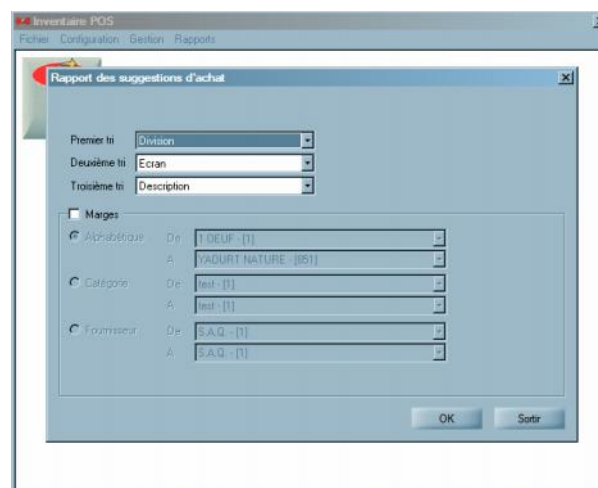 Inventaire POS
Fichier Configuration Gestion Rapports
Rapport des suggestions d'achat
Premier tri Division
Deuxième tri Ecran
Troisième tri Description
Marges
Alphabétique De 1 OEUF - [1]
A YAOURT NATURE - [851]
Catégorie De test - [1]
A test - [1]
Fournisseur De S.A.Q. - [1]
A S.A.Q. - [1]
OK Sortir